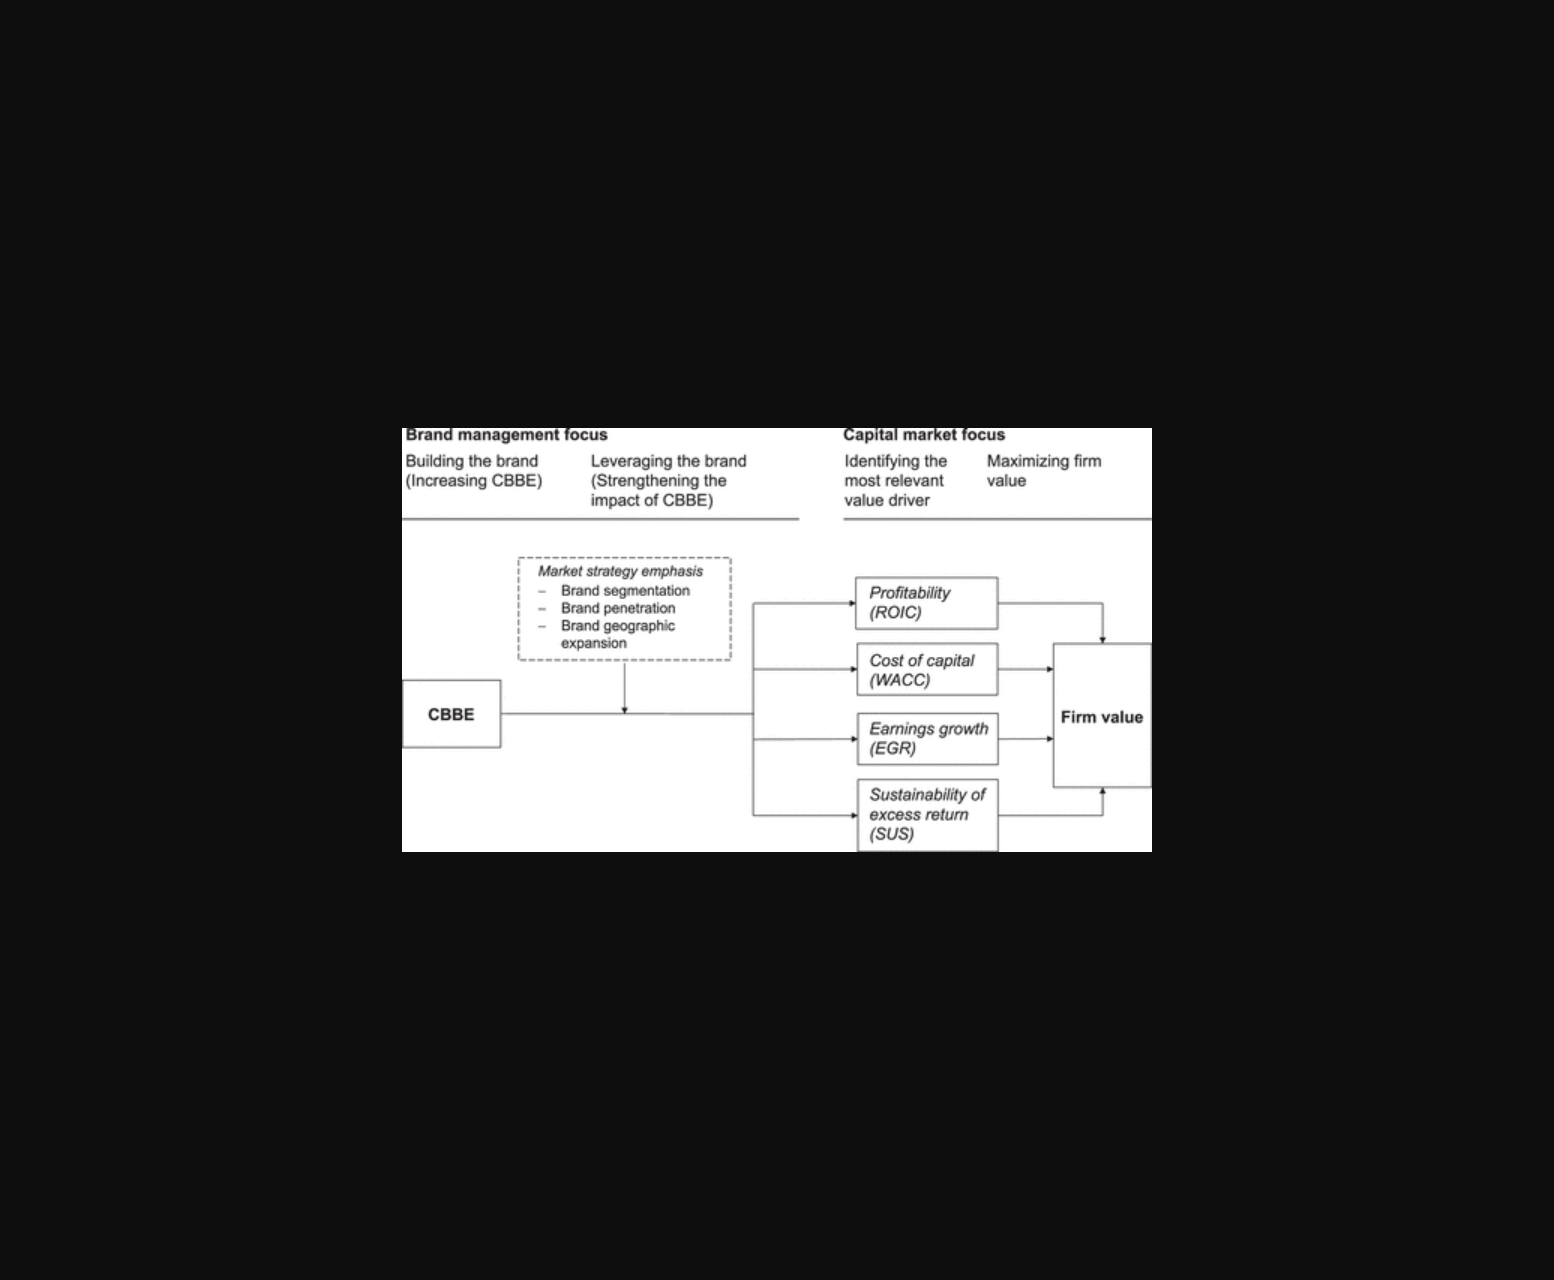 Brand management focus
Capital market focus
Building the brand
(Increasing CBBE)
Leveraging the brand
(Strengthening the
impact of CBBE)
Identifying the
most relevant
value driver
Maximizing firm
value
Market strategy emphasis
– Brand segmentation
– Brand penetration
– Brand geographic
expansion
CBBE
Profitability
(ROIC)
Cost of capital
(WACC)
Earnings growth
(EGR)
Sustainability of
excess return
(SUS)
Firm value